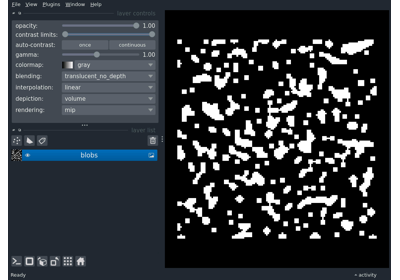 File View Plugins Window Help
layer controls
opacity: 1.00
contrast limits:
auto-contrast: once continuous
gamma: 1.00
colormap: gray
blending: translucent_no_depth
interpolation: linear
depiction: volume
rendering: mip
layer list
blobs
Ready activity